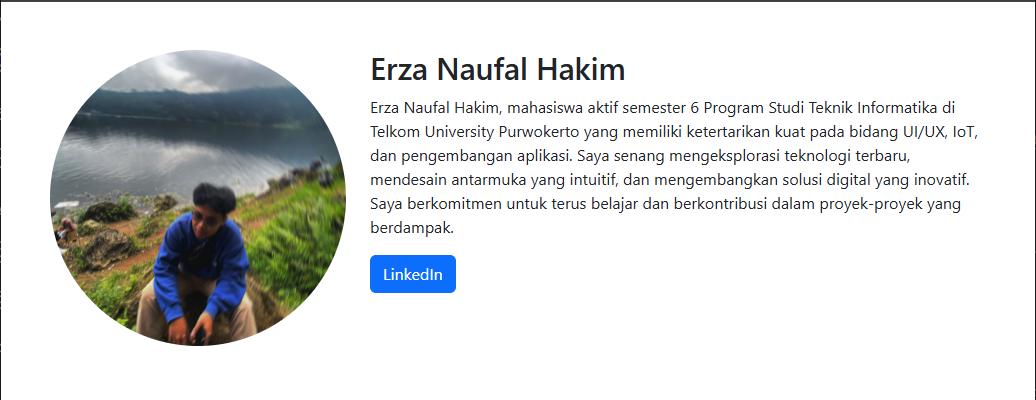 Erza Naufal Hakim
Erza Naufal Hakim, mahasiswa aktif semester 6 Program Studi Teknik Informatika di
Telkom University Purwokerto yang memiliki ketertarikan kuat pada bidang UI/UX, IoT,
dan pengembangan aplikasi. Saya senang mengeksplorasi teknologi terbaru,
mendesain antarmuka yang intuitif, dan mengembangkan solusi digital yang inovatif.
Saya berkomitmen untuk terus belajar dan berkontribusi dalam proyek-proyek yang
berdampak.
LinkedIn